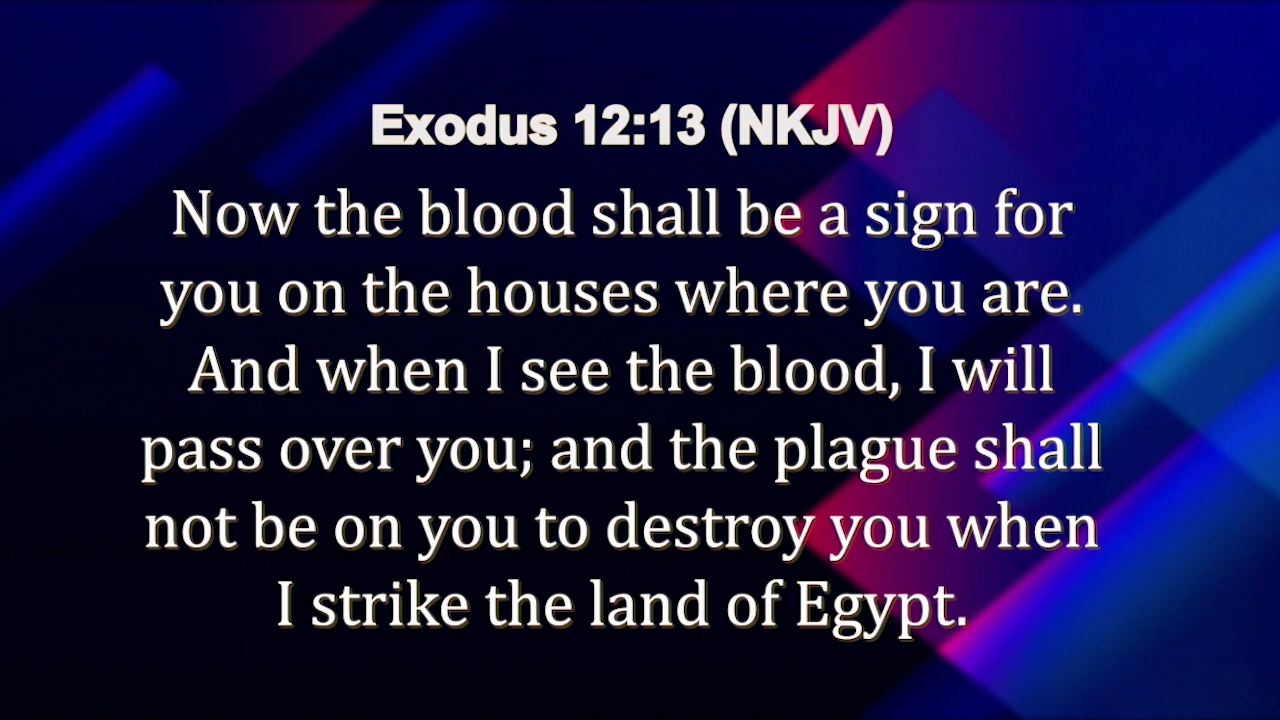 Exodus 12:13 (NKJV)
Now the blood shall be a sign for
you on the houses where you are.
And when I see the blood, I will
pass over you; and the plague shall
not be on you to destroy you when
I strike the land of Egypt.